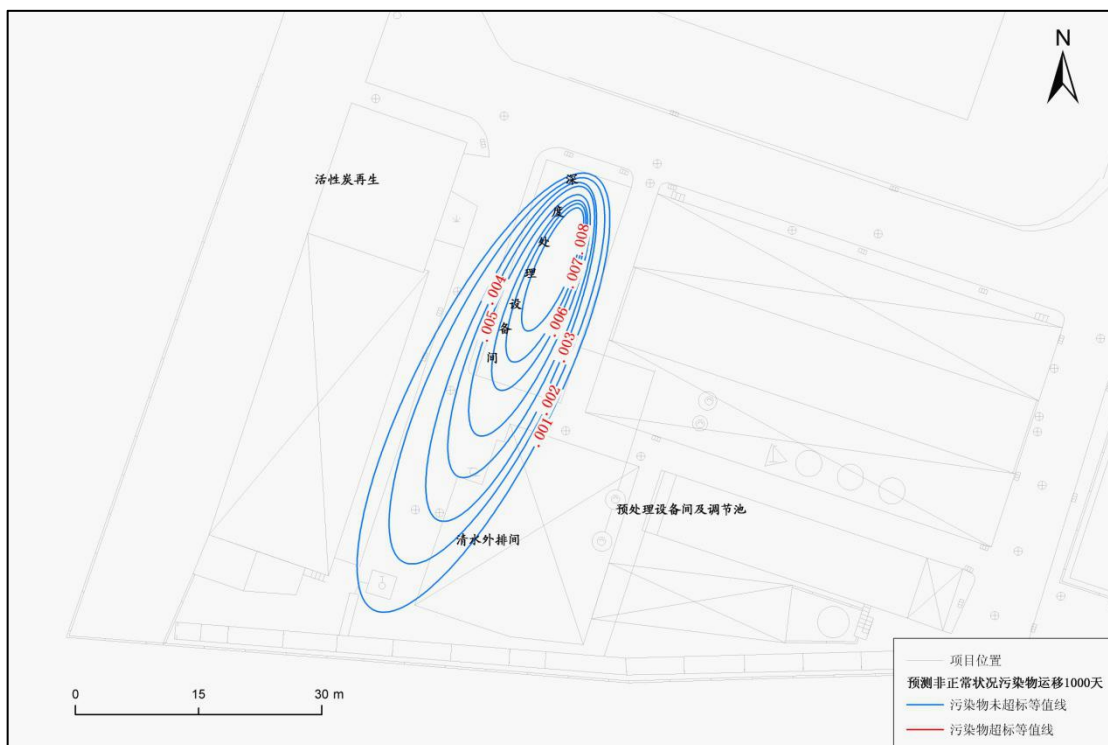 N
活性炭再生
深度处理设备间
.008
.007
.004
.005
.006
.003
.002
.001
预处理设备间及调节池
清水外排间
项目位置
预测非正常状况污染物运移1000天
污染物未超标等值线
污染物超标等值线
0 15 30 m